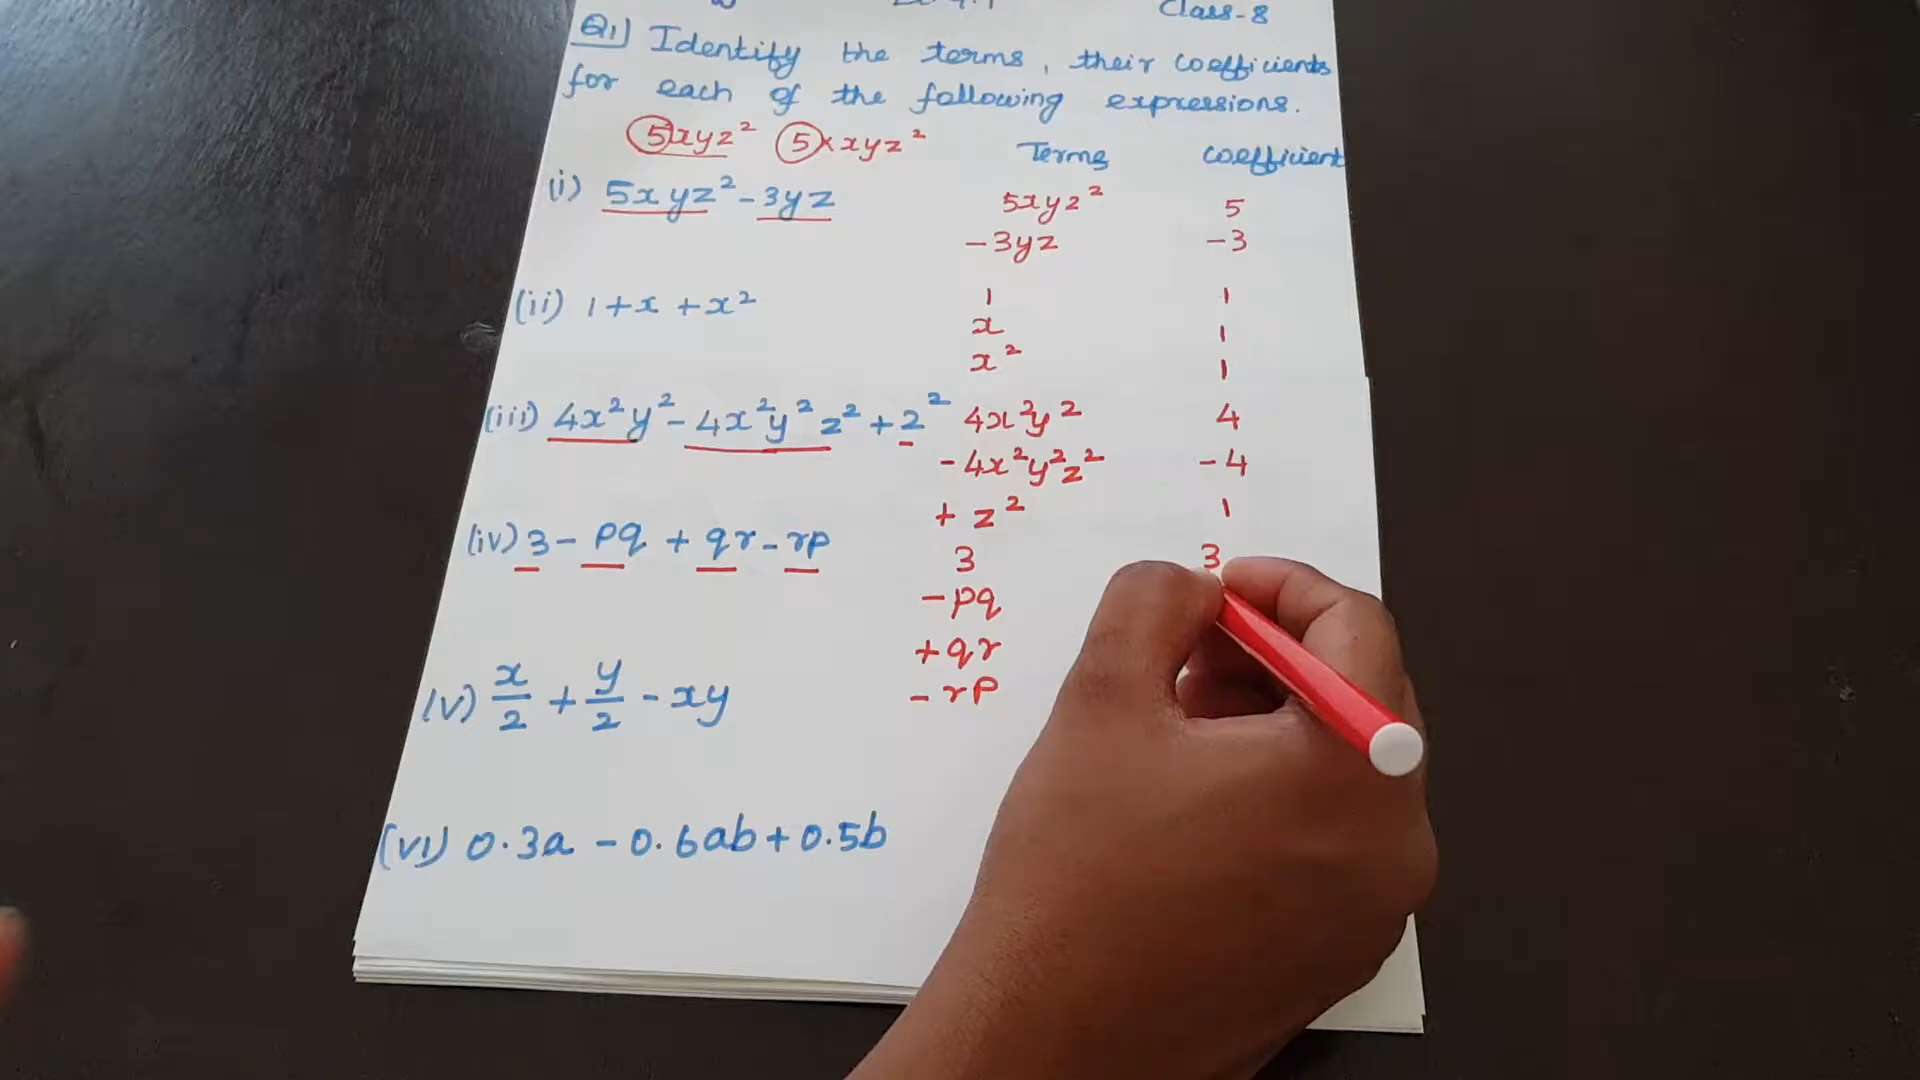 Class-8
Q1) Identify the terms, their coefficients
for each of the following expressions.
5xyz² 5×xyz² Terms coefficient
(i) 5xyz² - 3yz 5xyz² 5
-3yz -3
(ii) 1 + x + x² 1 1
x 1
x² 1
(iii) 4x²y² - 4x²y²z² + z² 4x²y² 4
-4x²y²z² -4
+ z² 1
(iv) 3 - pq + qr - rp 3 3
-pq
+qr
-rp
(v) x/2 + y/2 - xy
(vi) 0.3a - 0.6ab + 0.5b